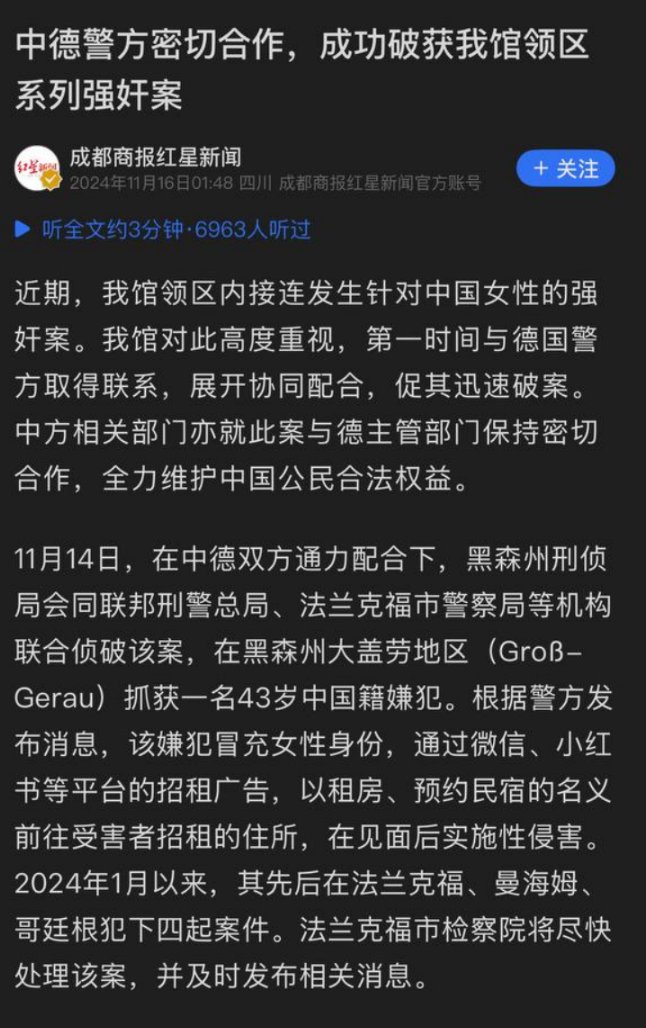 中德警方密切合作，成功破获我馆领区
系列强奸案
红星新闻
成都商报红星新闻
2024年11月16日01:48 四川 成都商报红星新闻官方账号
+ 关注
听全文约3分钟·6963人听过
近期，我馆领区内接连发生针对中国女性的强
奸案。我馆对此高度重视，第一时间与德国警
方取得联系，展开协同配合，促其迅速破案。
中方相关部门亦就此案与德主管部门保持密切
合作，全力维护中国公民合法权益。
11月14日，在中德双方通力配合下，黑森州刑侦
局会同联邦刑警总局、法兰克福市警察局等机构
联合侦破该案，在黑森州大盖劳地区（Groß-
Gerau）抓获一名43岁中国籍嫌犯。根据警方发
布消息，该嫌犯冒充女性身份，通过微信、小红
书等平台的招租广告，以租房、预约民宿的名义
前往受害者招租的住所，在见面后实施性侵害。
2024年1月以来，其先后在法兰克福、曼海姆、
哥廷根犯下四起案件。法兰克福市检察院将尽快
处理该案，并及时发布相关消息。